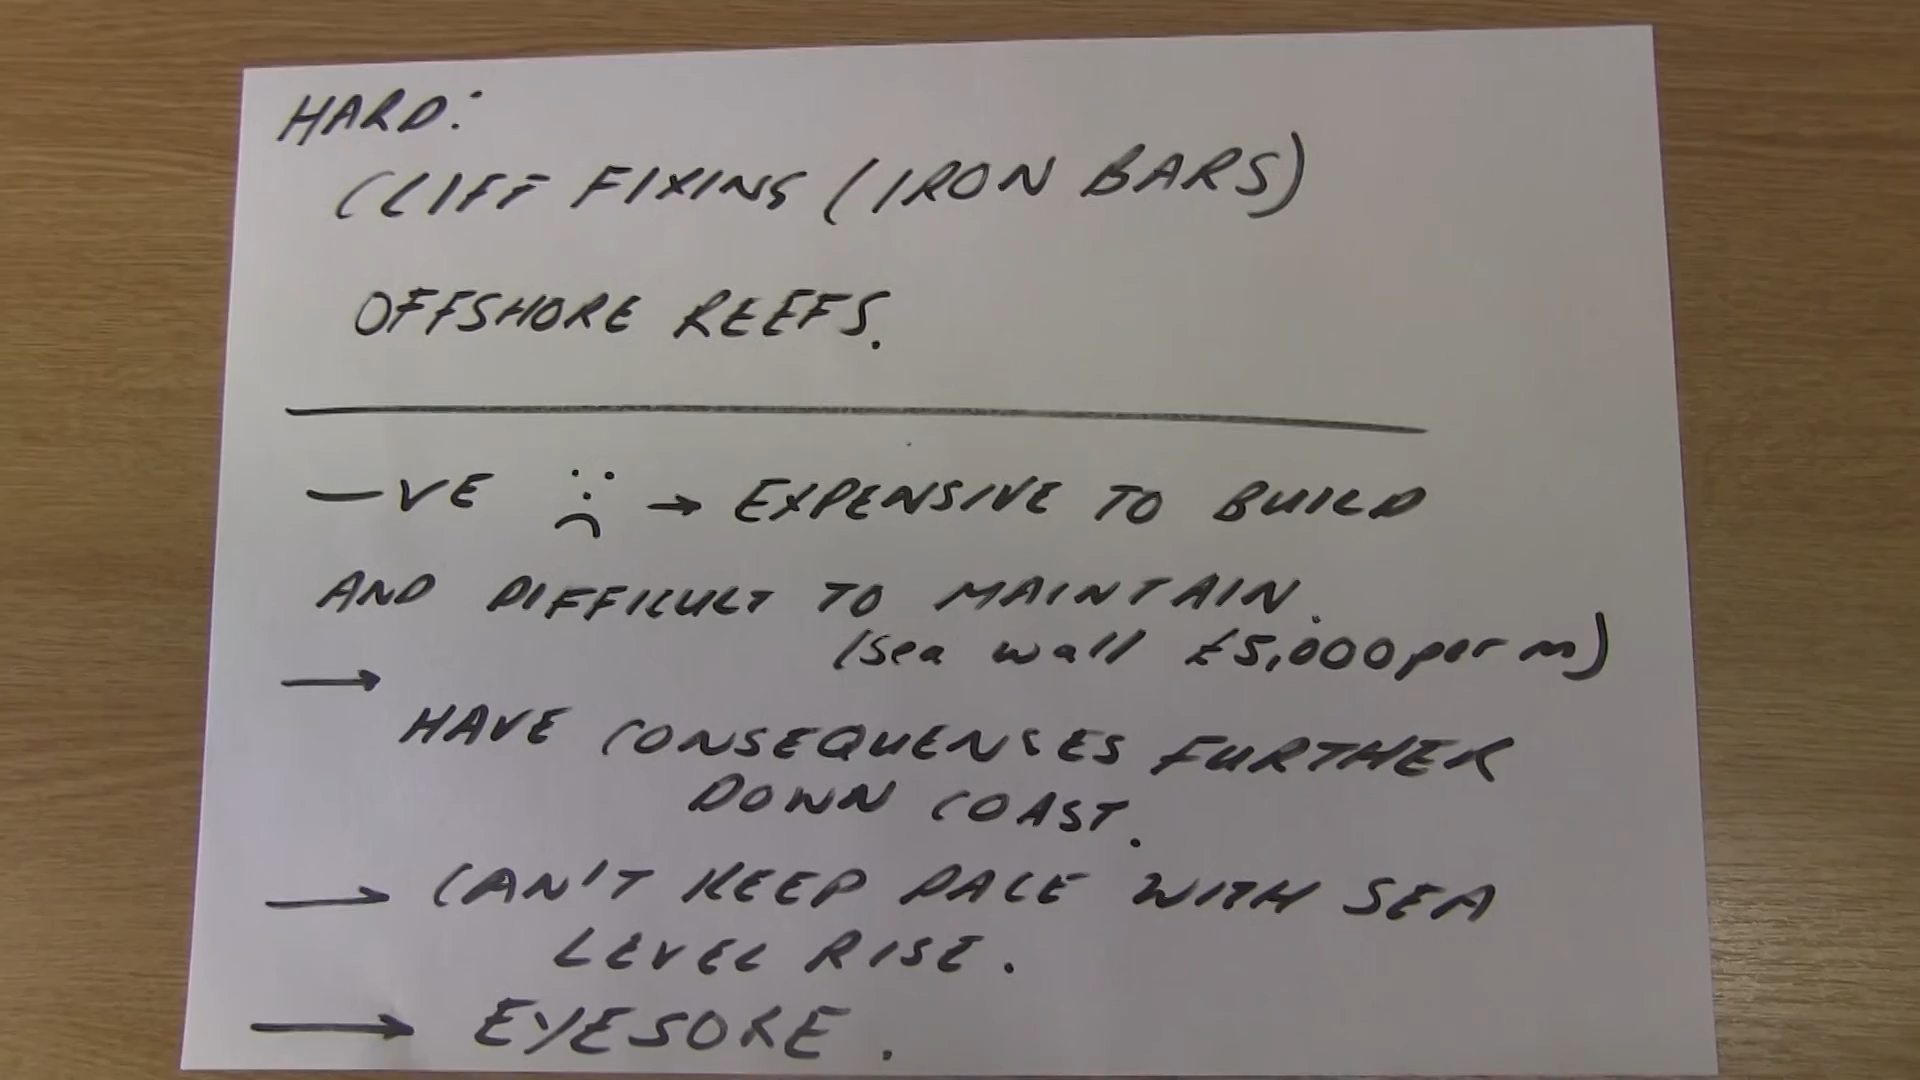 HARD:
CLIFF FIXING (IRON BARS)
OFFSHORE REEFS.
—VE → EXPENSIVE TO BUILD
AND DIFFICULT TO MAINTAIN.
(sea wall £5,000 per m)
→
HAVE CONSEQUENCES FURTHER
DOWN COAST.
→ CAN'T KEEP PACE WITH SEA
LEVEL RISE.
→ EYESORE.